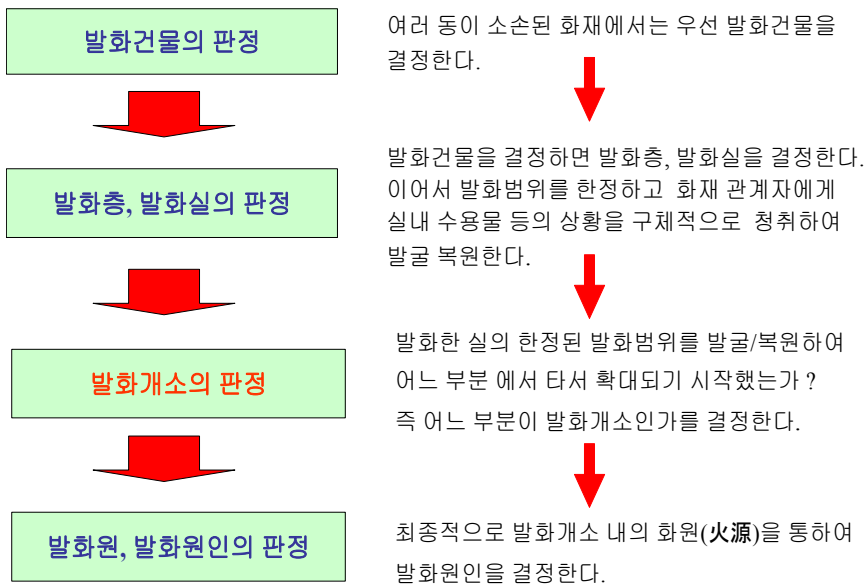 발화건물의 판정
여러 동이 소손된 화재에서는 우선 발화건물을
결정한다.
발화층, 발화실의 판정
발화건물을 결정하면 발화층, 발화실을 결정한다.
이어서 발화범위를 한정하고 화재 관계자에게
실내 수용물 등의 상황을 구체적으로 청취하여
발굴 복원한다.
발화개소의 판정
발화한 실의 한정된 발화범위를 발굴/복원하여
어느 부분 에서 타서 확대되기 시작했는가 ?
즉 어느 부분이 발화개소인가를 결정한다.
발화원, 발화원인의 판정
최종적으로 발화개소 내의 화원(火源)을 통하여
발화원인을 결정한다.